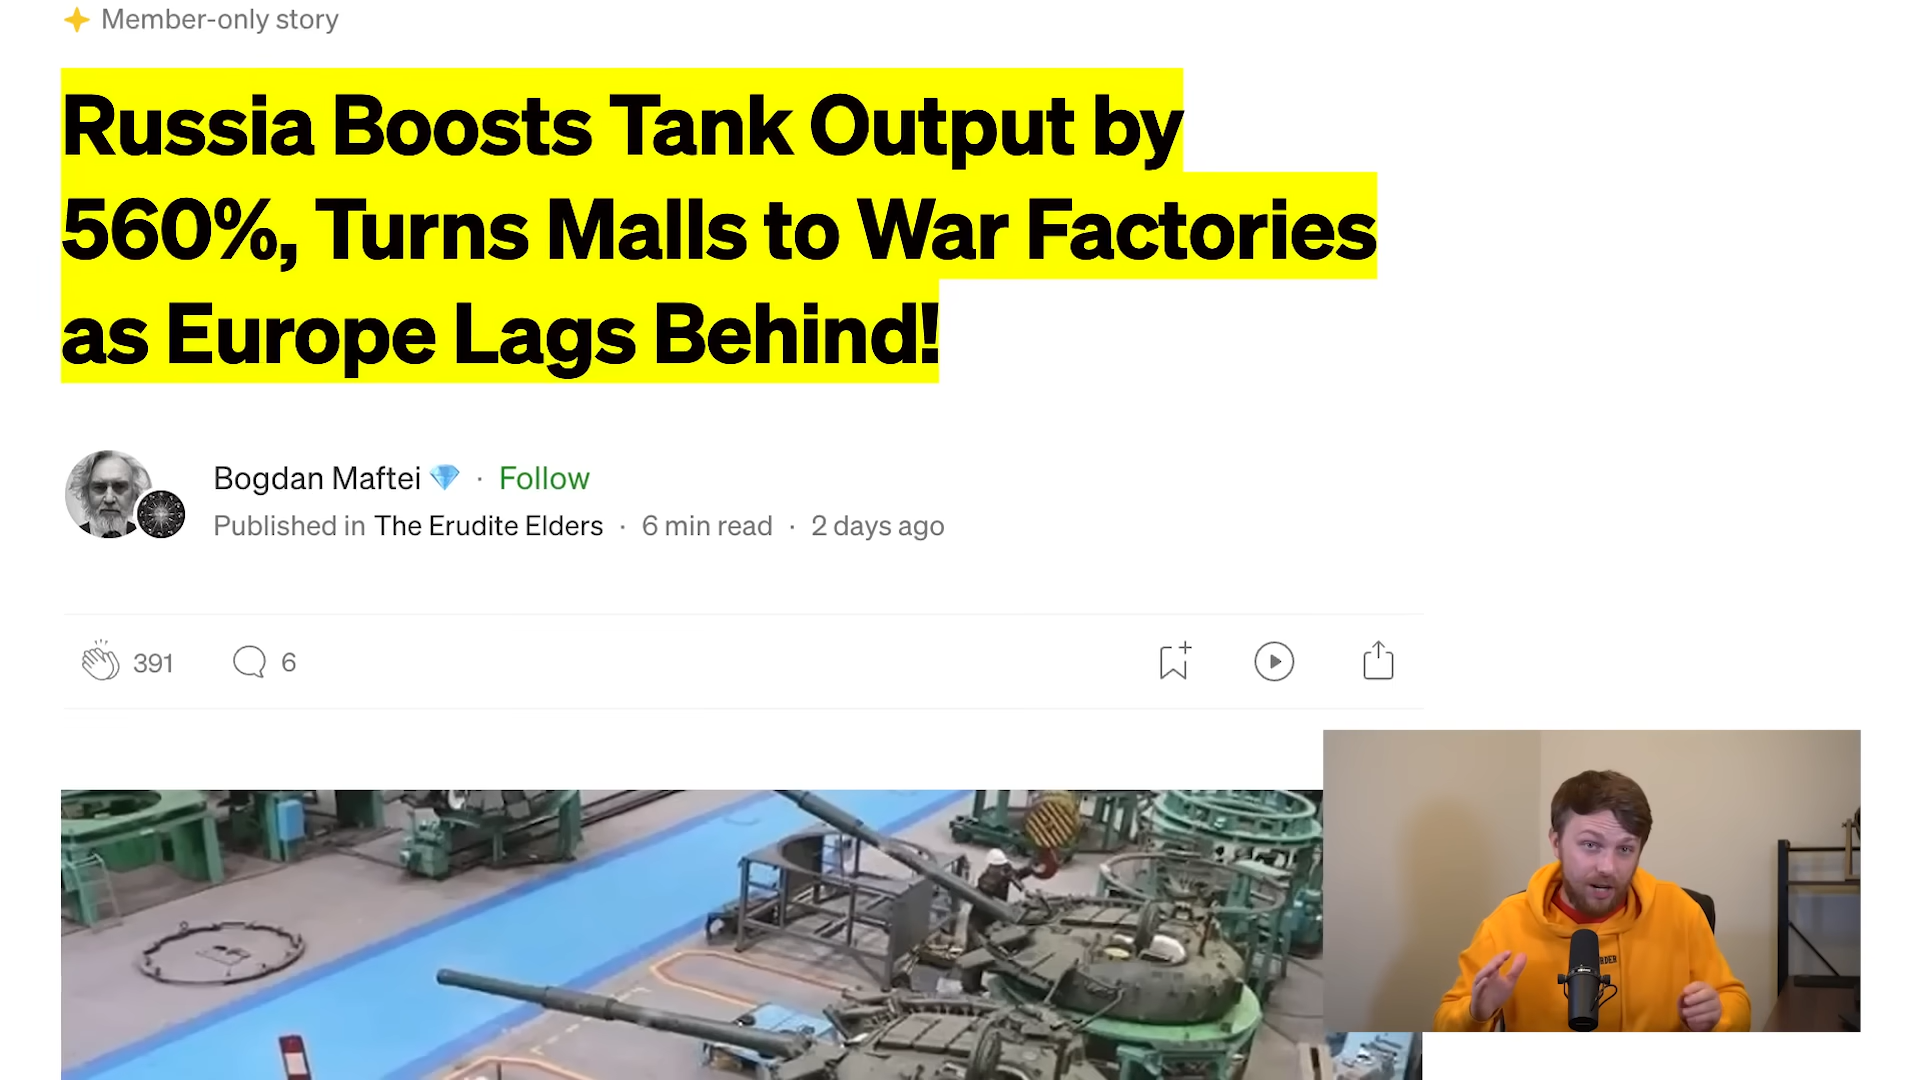 Member-only story
Russia Boosts Tank Output by
560%, Turns Malls to War Factories
as Europe Lags Behind!
Bogdan Maftei 💎 · Follow
Published in The Erudite Elders · 6 min read · 2 days ago
391 6